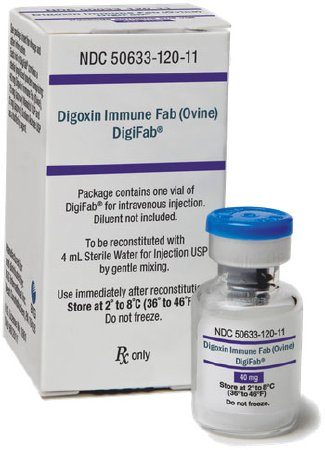 NDC 50633-120-11
Digoxin Immune Fab (Ovine)
DigiFab®
Package contains one vial of
DigiFab® for intravenous injection.
Diluent not included.
To be reconstituted with
4 mL Sterile Water for Injection USP
by gentle mixing.
Use immediately after reconstitution
Store at 2° to 8°C (36° to 46°F)
Do not freeze.
Rx only
NDC 50633-120-11
Digoxin Immune Fab (Ovine)
DigiFab®
40 mg
Store at 2° to 8°C
(36° to 46°F)
Do not freeze.